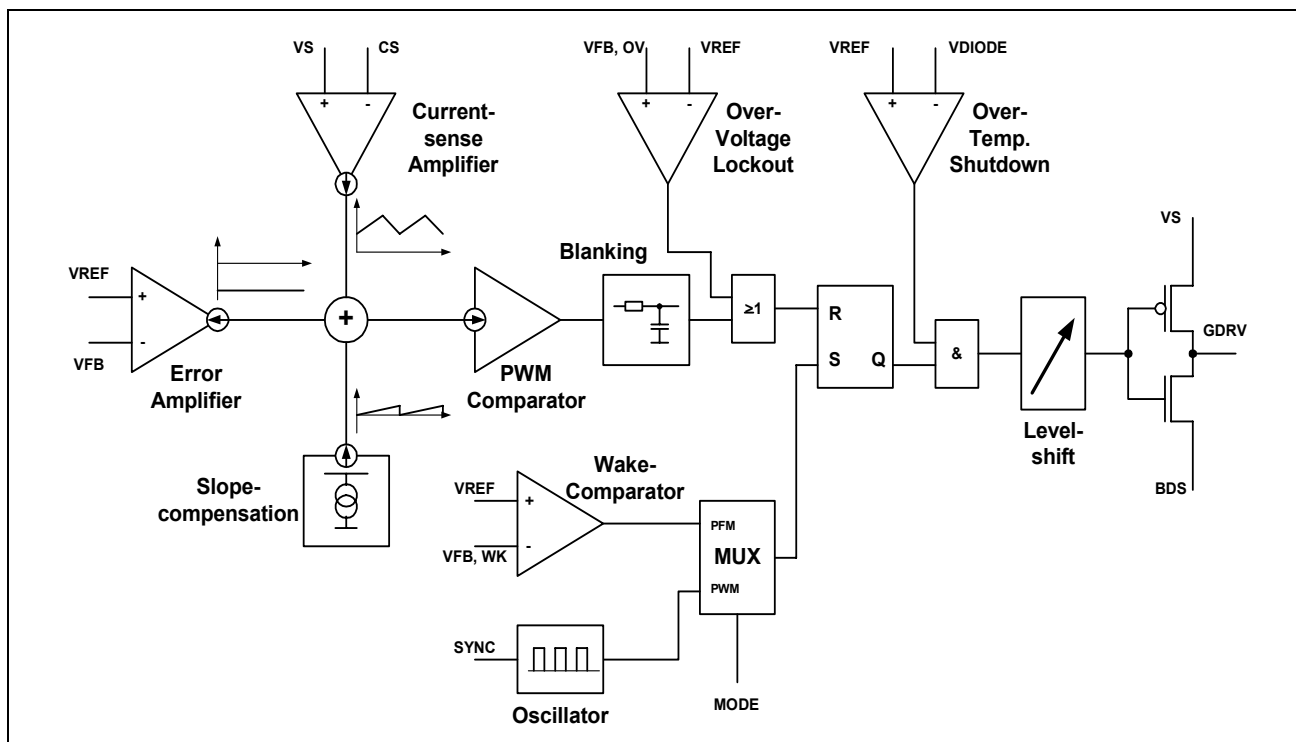 VS
CS
VFB, OV
VREF
VREF
VDIODE
+
-
+
-
+
-
Current-
sense
Amplifier
Over-
Voltage
Lockout
Over-
Temp.
Shutdown
VS
Blanking
VREF
+
-
VFB
+
≥1
R
S
Q
&
GDRV
Error
Amplifier
PWM
Comparator
Level-
shift
BDS
Slope-
compensation
Wake-
Comparator
VREF
+
-
VFB, WK
PFM
MUX
PWM
SYNC
Oscillator
MODE